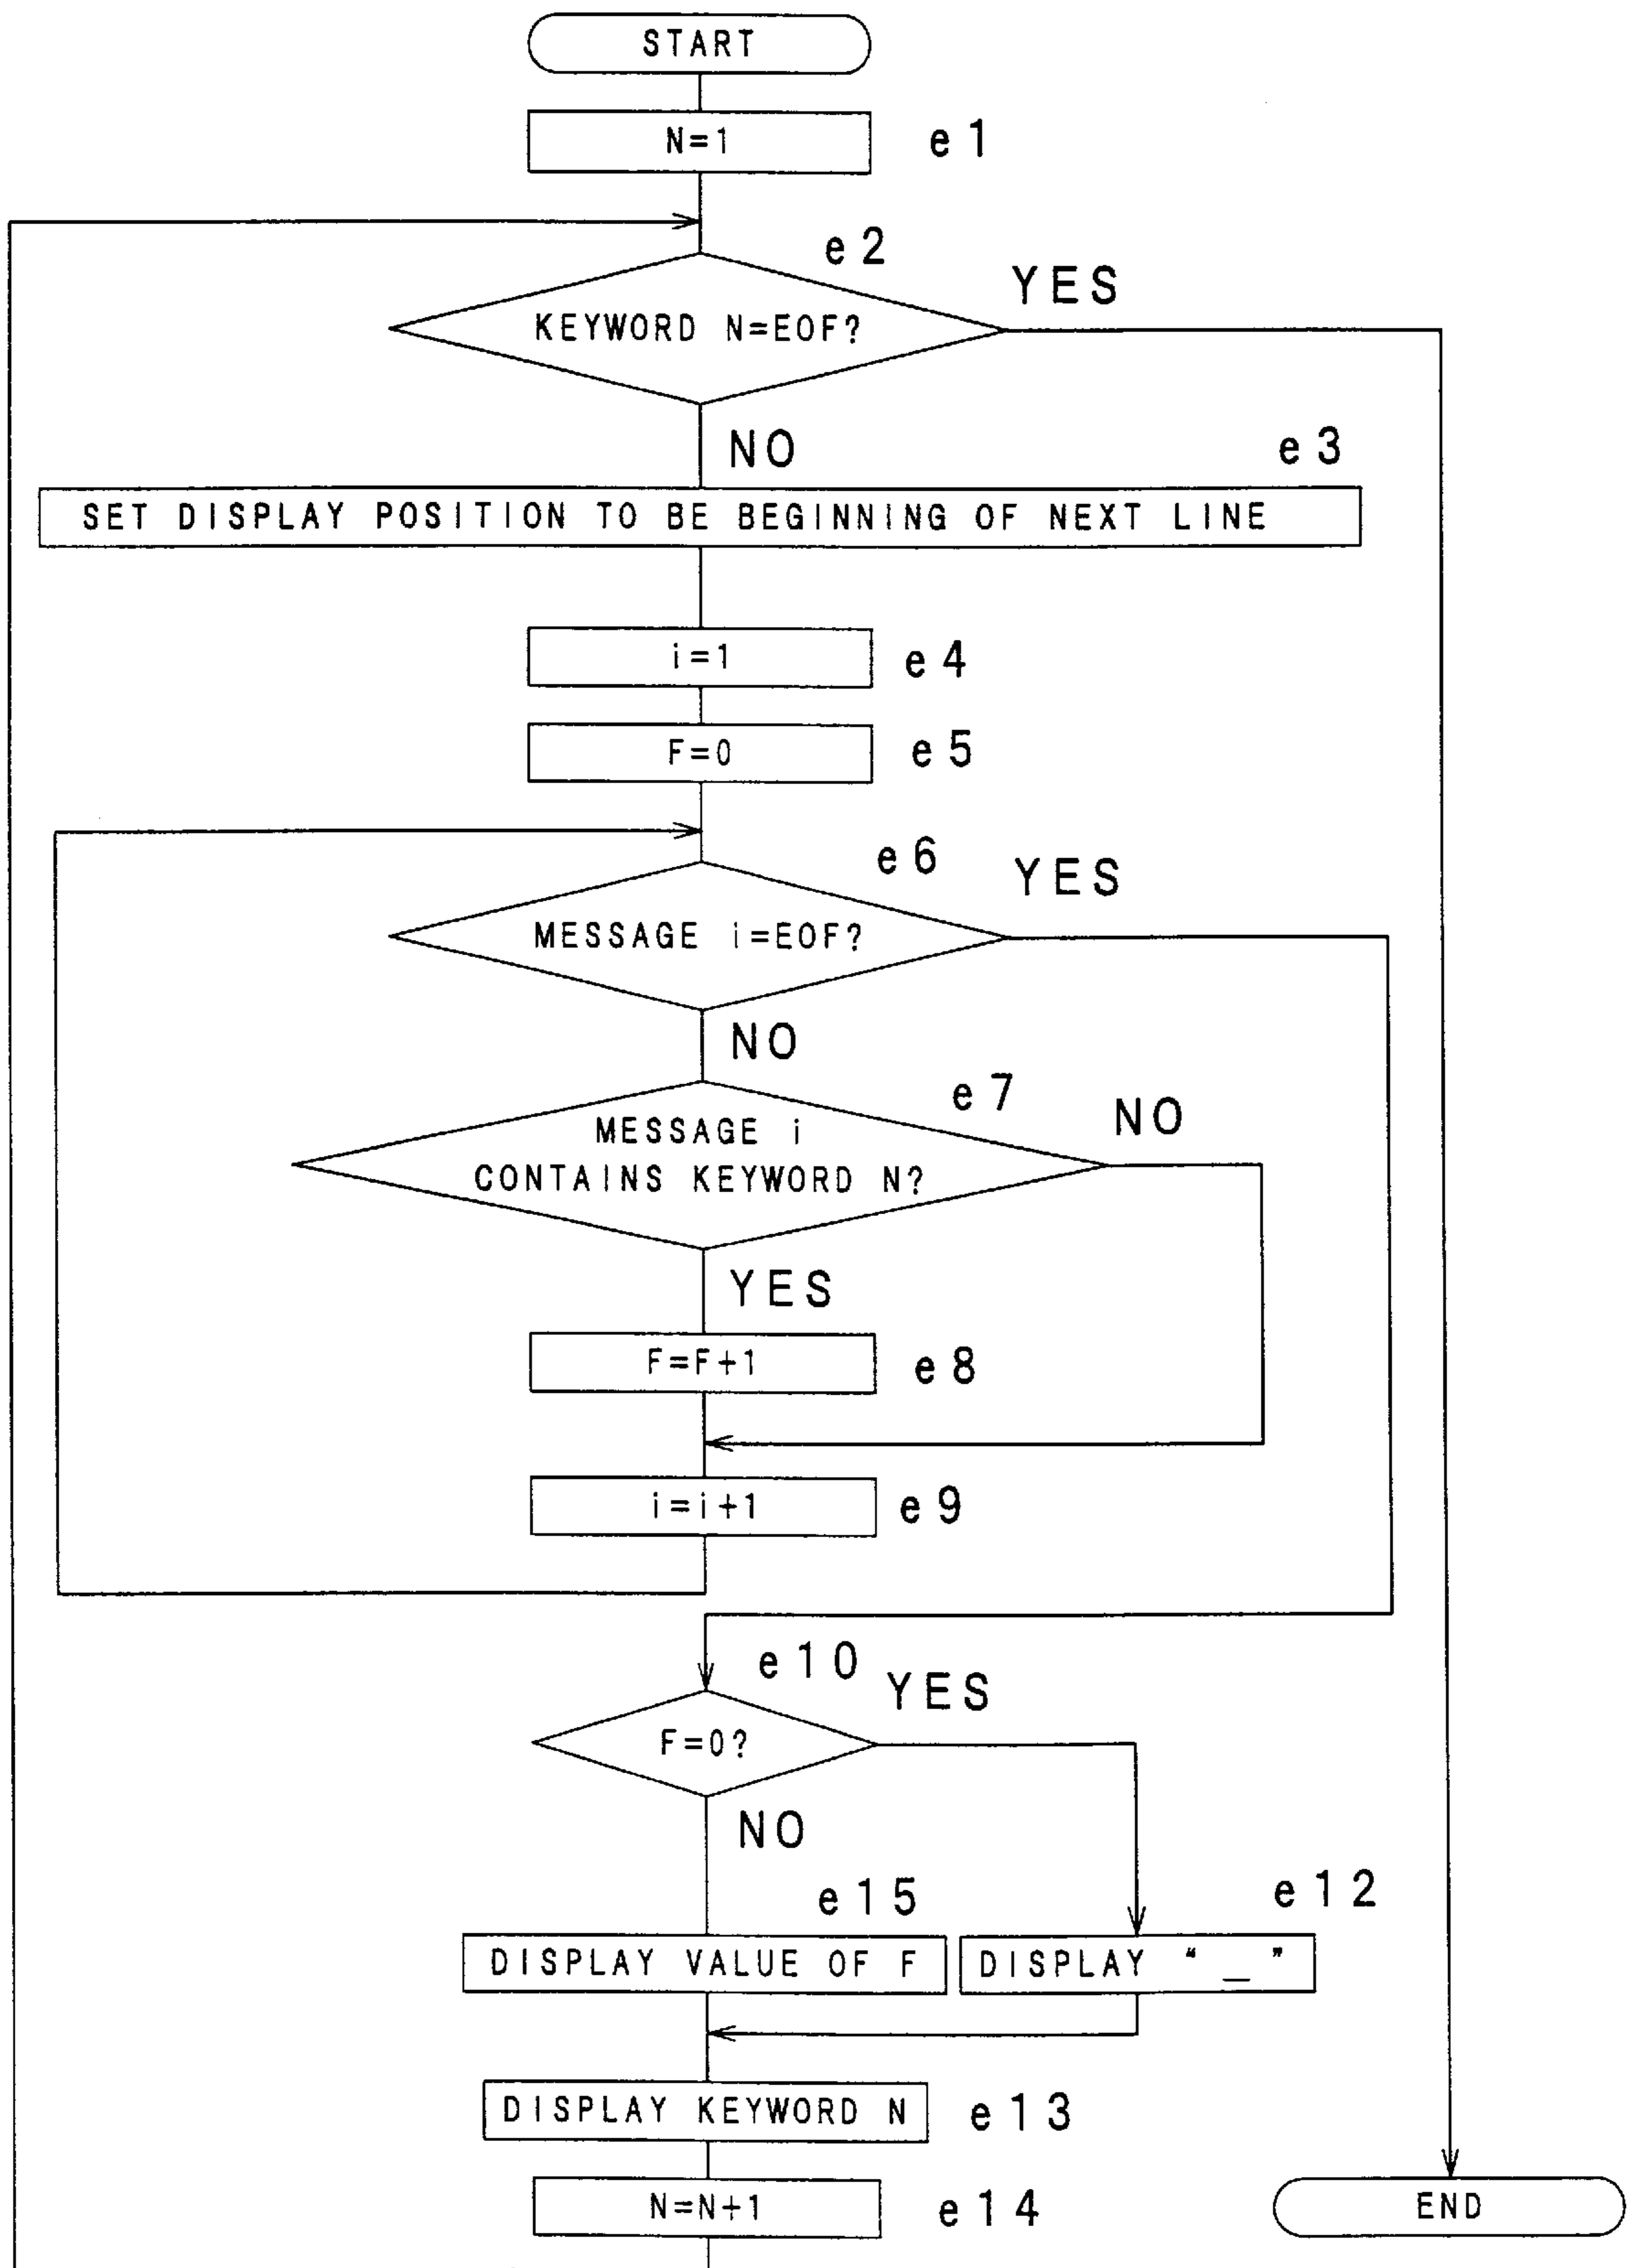 START
N=1
e1
e2
YES
KEYWORD N=EOF?
NO
e3
SET DISPLAY POSITION TO BE BEGINNING OF NEXT LINE
i=1
e4
F=0
e5
e6
YES
MESSAGE i=EOF?
NO
e7
NO
MESSAGE i
CONTAINS KEYWORD N?
YES
F=F+1
e8
i=i+1
e9
e10
YES
F=0?
NO
e15
e12
DISPLAY VALUE OF F
DISPLAY “ _ ”
DISPLAY KEYWORD N
e13
N=N+1
e14
END